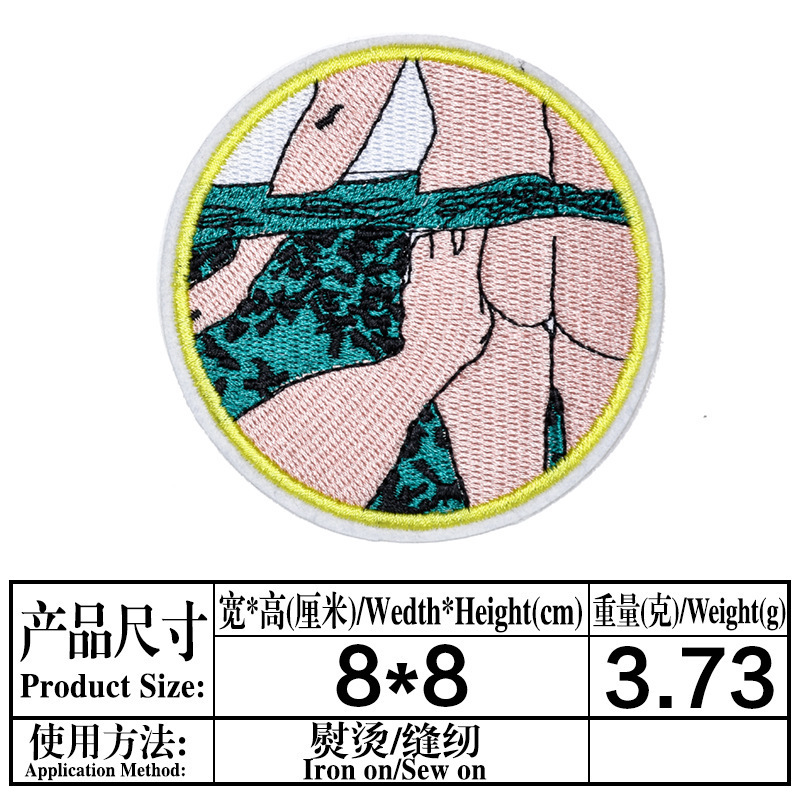 产品尺寸
Product Size:
宽*高(厘米)/Wedth*Height(cm)
重量(克)/Weight(g)
8*8
3.73
使用方法:
Application Method:
熨烫/缝纫
Iron on/Sew on